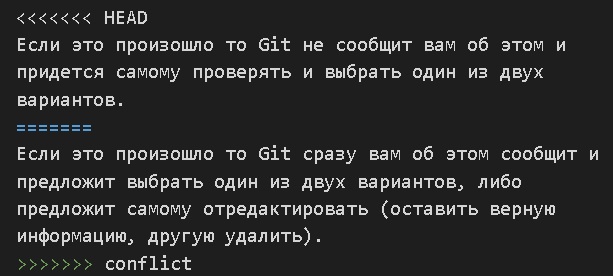 <<<<<<< HEAD
Если это произошло то Git не сообщит вам об этом и
придется самому проверять и выбрать один из двух
вариантов.
=======
Если это произошло то Git сразу вам об этом сообщит и
предложит выбрать один из двух вариантов, либо
предложит самому отредактировать (оставить верную
информацию, другую удалить).
>>>>>>> conflict